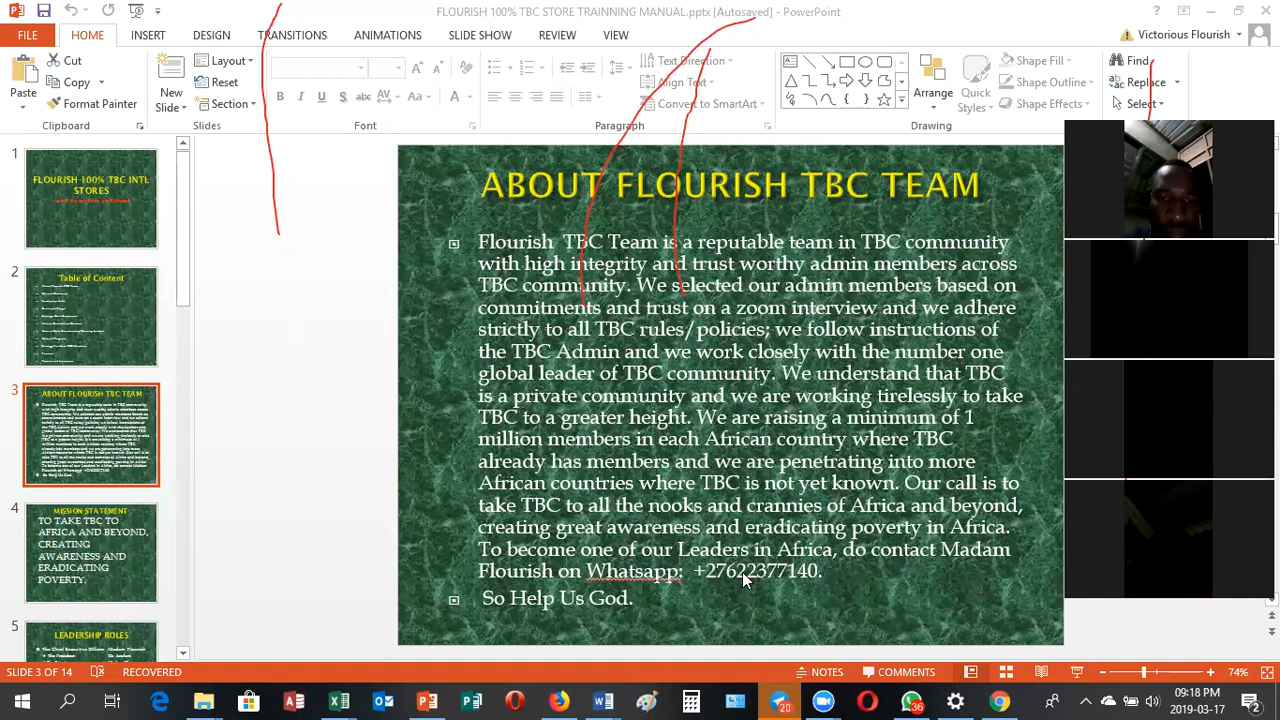 FLOURISH 100% TBC STORE TRAINNING MANUAL.pptx [Autosaved] - PowerPoint
FILE HOME INSERT DESIGN TRANSITIONS ANIMATIONS SLIDE SHOW REVIEW VIEW Victorious Flourish
Paste
Cut
Copy
Format Painter
Clipboard
New
Slide
Layout
Reset
Section
Slides
B I U S abc AV Aa A
Font
Text Direction
Align Text
Convert to SmartArt
Paragraph
Arrange
Quick
Styles
Shape Fill
Shape Outline
Shape Effects
Drawing
Find
Replace
Select
1
FLOURISH 100% TBC INTL
STORES
2
Table of Content
3
ABOUT FLOURISH TBC TEAM
4
MISSION STATEMENT
TO TAKE TBC TO
AFRICA AND BEYOND,
CREATING
AWARENESS AND
ERADICATING
POVERTY.
5
LEADERSHIP ROLES
ABOUT FLOURISH TBC TEAM
Flourish TBC Team is a reputable team in TBC community
with high integrity and trust worthy admin members across
TBC community. We selected our admin members based on
commitments and trust on a zoom interview and we adhere
strictly to all TBC rules/policies; we follow instructions of
the TBC Admin and we work closely with the number one
global leader of TBC community. We understand that TBC
is a private community and we are working tirelessly to take
TBC to a greater height. We are raising a minimum of 1
million members in each African country where TBC
already has members and we are penetrating into more
African countries where TBC is not yet known. Our call is to
take TBC to all the nooks and crannies of Africa and beyond,
creating great awareness and eradicating poverty in Africa.
To become one of our Leaders in Africa, do contact Madam
Flourish on Whatsapp: +27622377140.
So Help Us God.
SLIDE 3 OF 14 RECOVERED NOTES COMMENTS 74%
20
36
09:18 PM
2019-03-17
2